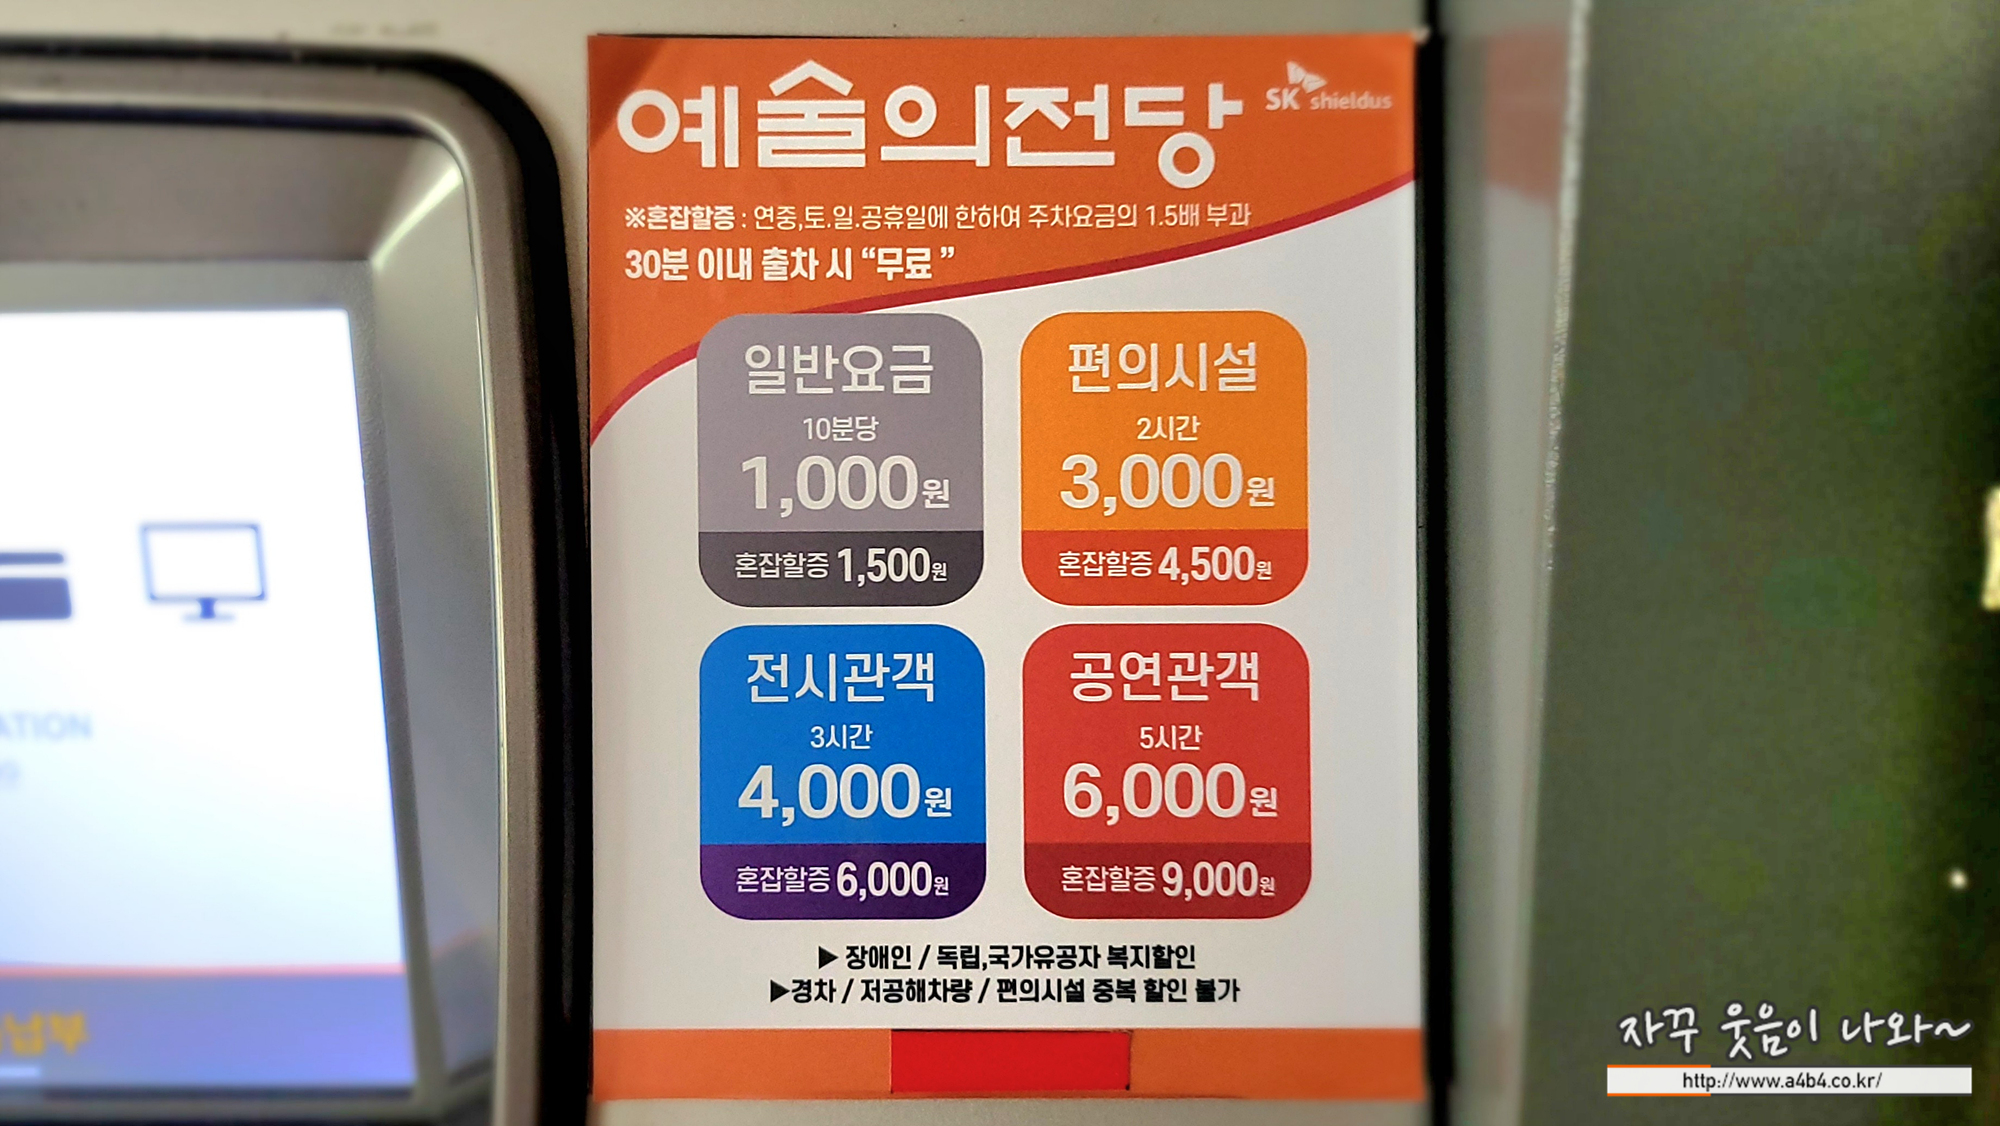 예술의전당
SK shieldus
※혼잡할증 : 연중,토.일.공휴일에 한하여 주차요금의 1.5배 부과
30분 이내 출차 시 “무료 ”
일반요금
10분당
1,000원
혼잡할증 1,500원
편의시설
2시간
3,000원
혼잡할증 4,500원
전시관객
3시간
4,000원
혼잡할증 6,000원
공연관객
5시간
6,000원
혼잡할증 9,000원
▶ 장애인 / 독립,국가유공자 복지할인
▶경차 / 저공해차량 / 편의시설 중복 할인 불가
ATION
납부
자꾸 웃음이 나와~
http://www.a4b4.co.kr/